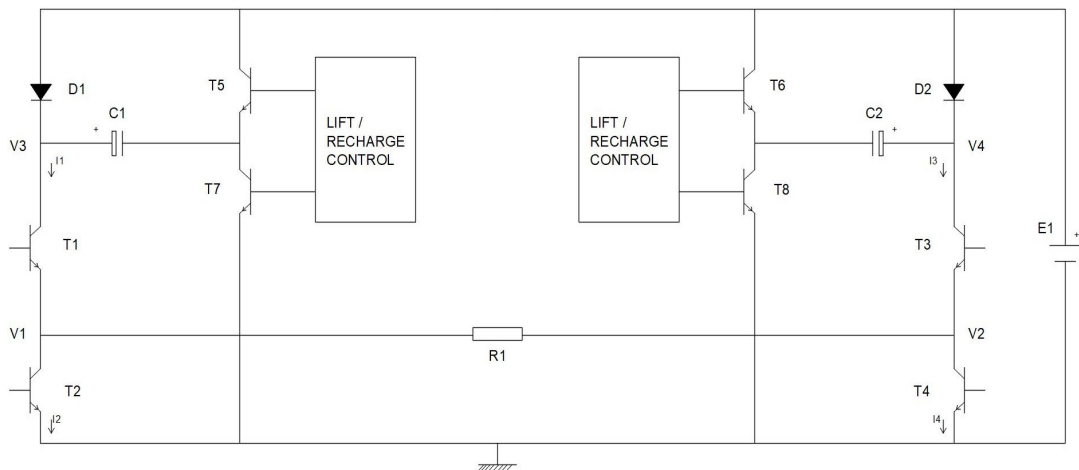 T5
T6
D1
D2
C1
C2
+
+
LIFT /
RECHARGE
CONTROL
LIFT /
RECHARGE
CONTROL
V3
V4
I1
I3
T7
T8
T1
T3
E1
+
V1
V2
R1
T2
T4
I2
I4